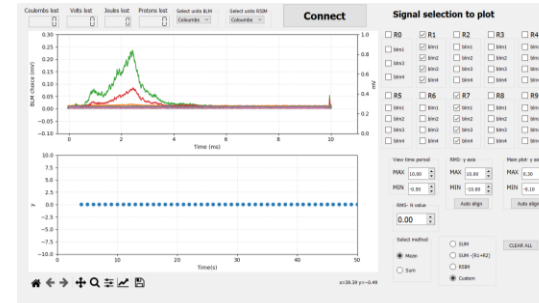 Coulombs lost Volts lost Joules lost Protons lost Select units BLM Select units RSSM
0 0 0 0 Coloumbs Coloumbs
Connect
Signal selection to plot
0.30
0.25
0.20
0.15
0.10
0.05
0.00
−0.05
−0.10
BLM choice (mV)
1.0
0.8
0.6
0.4
0.2
0.0
mV
0 2 4 6 8 10
Time (ms)
10.0
7.5
5.0
2.5
0.0
−2.5
−5.0
−7.5
−10.0
y
0 10 20 30 40 50
Time(s)
R0 R1 R2 R3 R4
blm1 blm1 blm1 blm1 blm1
blm2 blm2 blm2 blm2
blm3 blm3 blm3 blm3 blm3
blm4 blm4 blm4 blm4 blm4
R5 R6 R7 R8 R9
blm1 blm1 blm1 blm1 blm1
blm2 blm2 blm2 blm2 blm2
blm3 blm3 blm3 blm3 blm3
blm4 blm4 blm4 blm4 blm4
View time period RMS- y axis Main plot- y axis
MAX 10.00 MAX 10.00 MAX 0.30
MIN -0.50 MIN -10.00 MIN -0.10
Auto align Auto align
RMS- N value
0.00
Select method
Mean
Sum
SUM
SUM -(R1+R2)
RSSM
Custom
CLEAR ALL